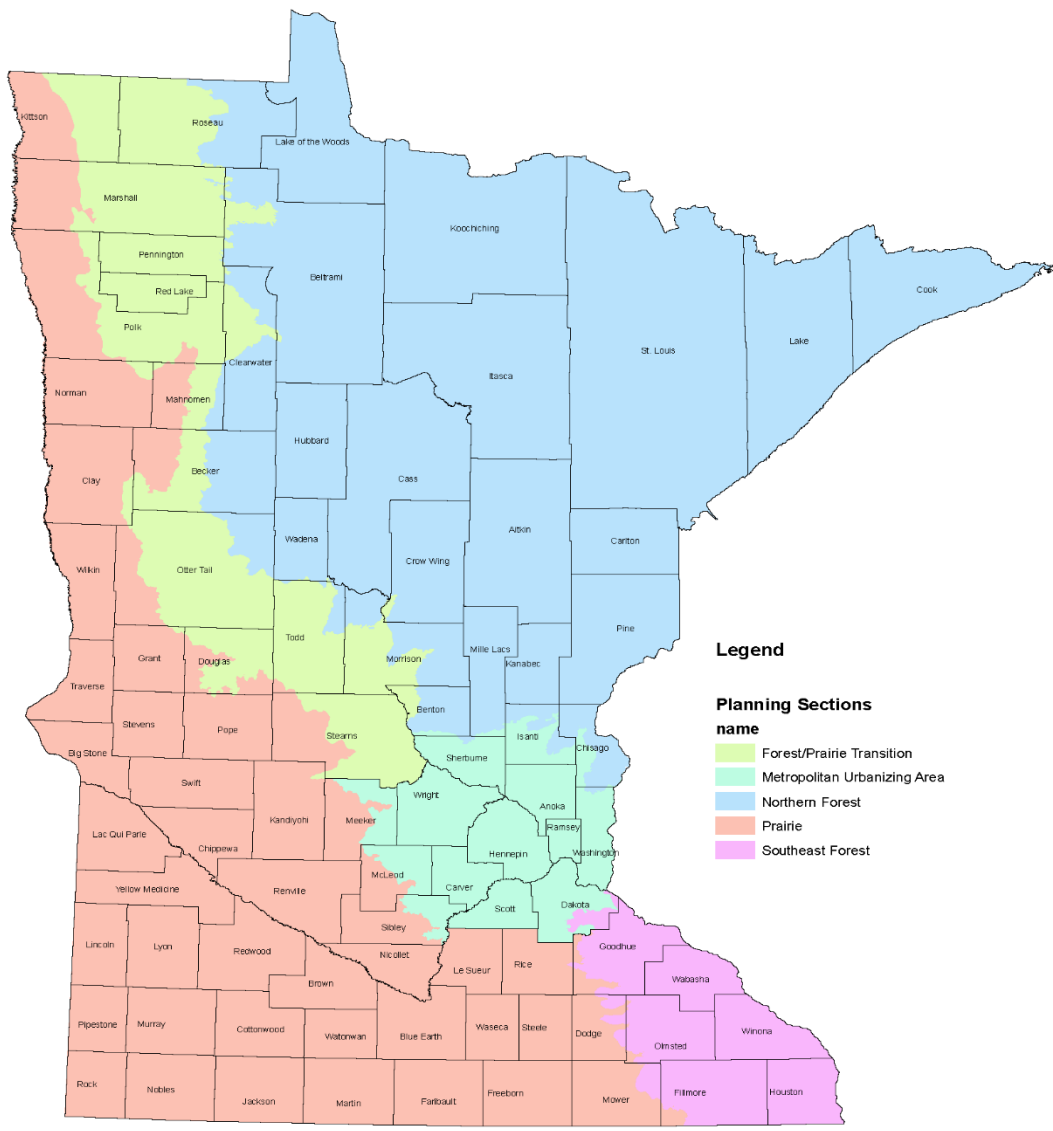 Kittson
Roseau
Lake of the Woods
Marshall
Koochiching
Pennington
Beltrami
Red Lake
Cook
Polk
Lake
St. Louis
Clearwater
Itasca
Norman
Mahnomen
Hubbard
Becker
Cass
Clay
Aitkin
Wadena
Carlton
Crow Wing
Otter Tail
Wilkin
Pine
Todd
Mille Lacs
Legend
Grant
Douglas
Morrison
Kanabec
Traverse
Planning Sections
name
Benton
Stevens
Pope
Stearns
Isanti
Chisago
Forest/Prairie Transition
Big Stone
Sherburne
Metropolitan Urbanizing Area
Swift
Wright
Northern Forest
Anoka
Kandiyohi
Meeker
Ramsey
Prairie
Lac Qui Parle
Chippewa
Hennepin
Washington
Southeast Forest
McLeod
Yellow Medicine
Renville
Carver
Scott
Dakota
Sibley
Lincoln
Lyon
Redwood
Nicollet
Goodhue
Le Sueur
Rice
Wabasha
Brown
Pipestone
Murray
Cottonwood
Watonwan
Blue Earth
Waseca
Steele
Dodge
Winona
Olmsted
Rock
Nobles
Jackson
Martin
Faribault
Freeborn
Mower
Fillmore
Houston